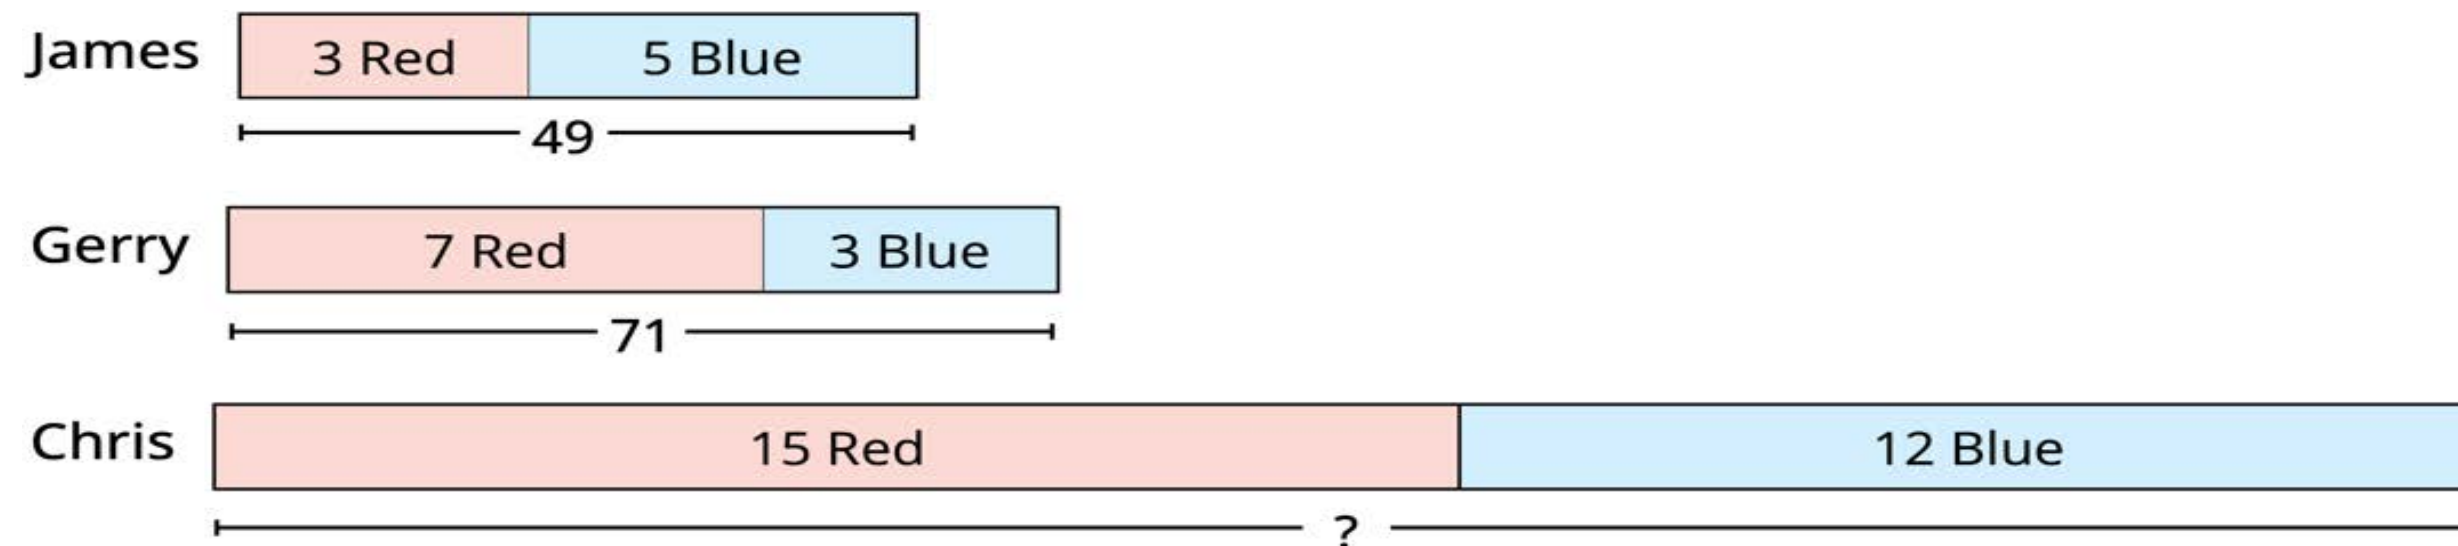 James 3 Red 5 Blue
49
Gerry 7 Red 3 Blue
71
Chris 15 Red 12 Blue
?